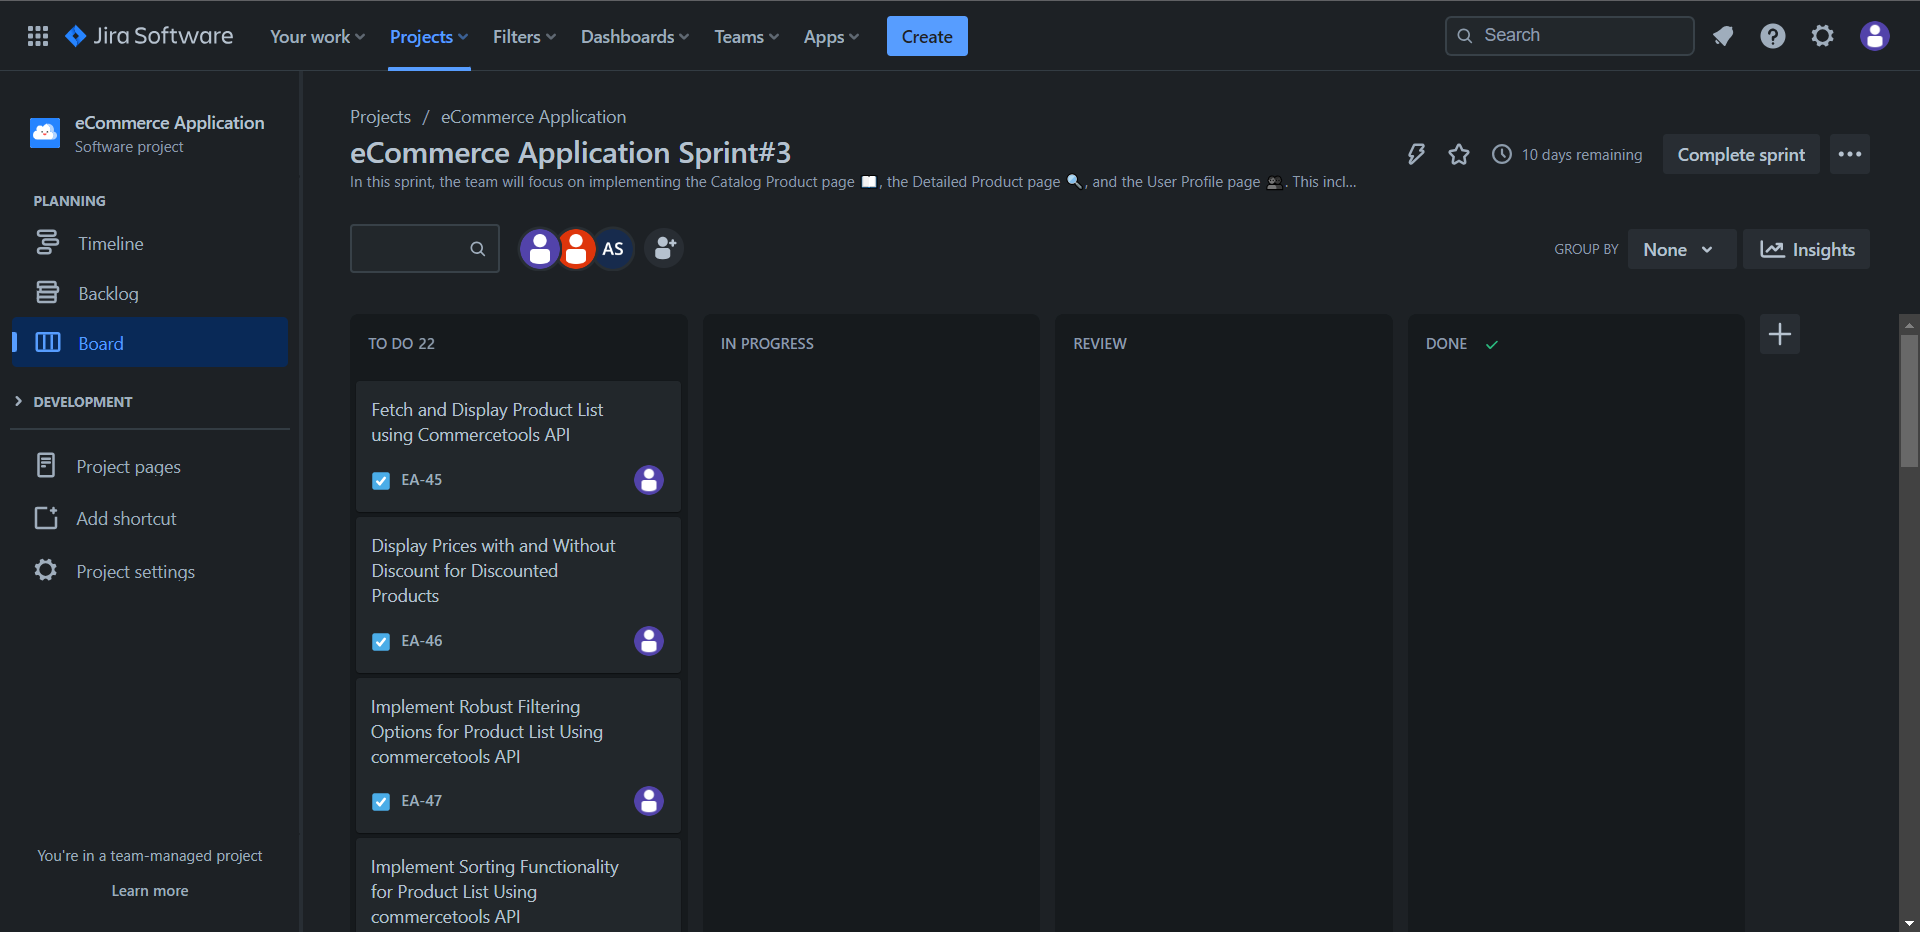 Jira Software
Your work
Projects
Filters
Dashboards
Teams
Apps
Create
Search
eCommerce Application
Software project
PLANNING
Timeline
Backlog
Board
DEVELOPMENT
Project pages
Add shortcut
Project settings
You're in a team-managed project
Learn more
Projects / eCommerce Application
eCommerce Application Sprint#3
In this sprint, the team will focus on implementing the Catalog Product page 📖, the Detailed Product page 🔍, and the User Profile page 👥. This incl...
10 days remaining
Complete sprint
AS
GROUP BY
None
Insights
TO DO 22
Fetch and Display Product List
using Commercetools API
EA-45
Display Prices with and Without
Discount for Discounted
Products
EA-46
Implement Robust Filtering
Options for Product List Using
commercetools API
EA-47
Implement Sorting Functionality
for Product List Using
commercetools API
IN PROGRESS
REVIEW
DONE